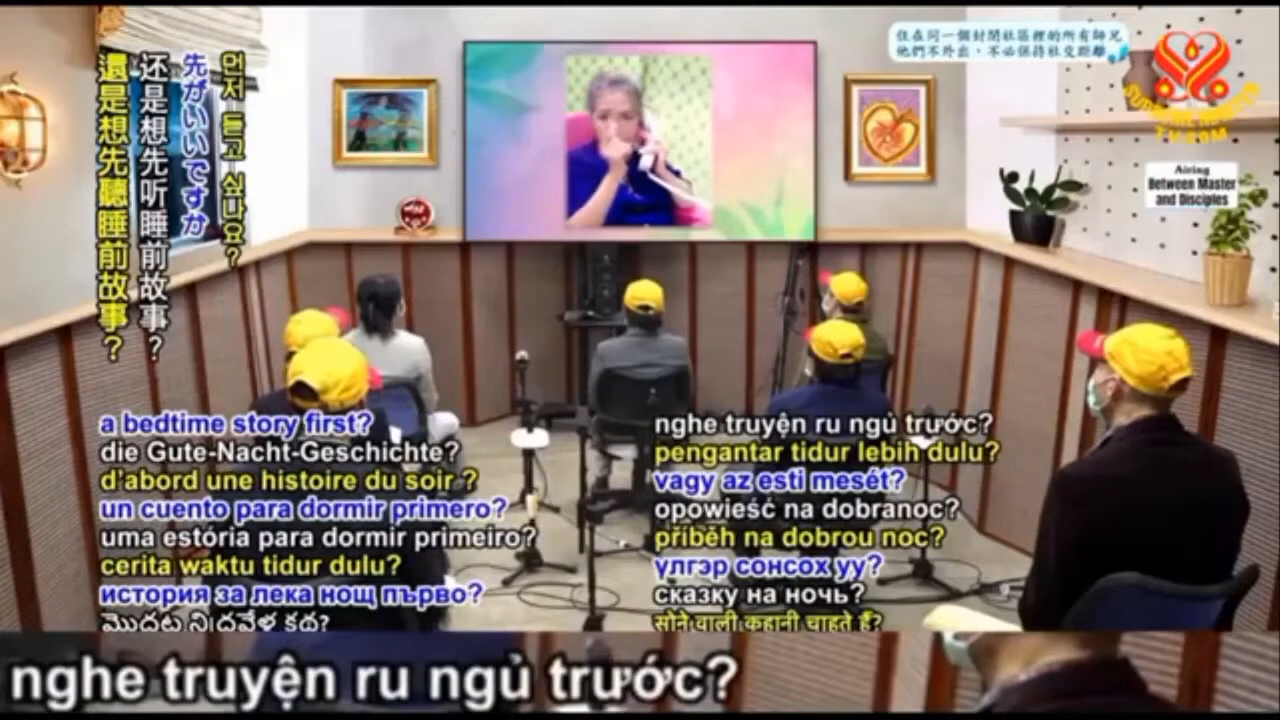 먼저 듣고 싶나요?
先がいいですか
还是想先听睡前故事?
還是想先聽睡前故事?
住在同一個封閉社區裡的所有師兄
他們不外出，不必保持社交距離
SUPREME MASTER
TV.COM
Airing
Between Master
and Disciples
a bedtime story first?
die Gute-Nacht-Geschichte?
d'abord une histoire du soir ?
un cuento para dormir primero?
uma estória para dormir primeiro?
cerita waktu tidur dulu?
история за лека нощ първо?
మొదట నిద్రవేళ కథ?
nghe truyện ru ngủ trước?
pengantar tidur lebih dulu?
vagy az esti mesét?
opowieść na dobranoc?
příběh na dobrou noc?
үлгэр сонсох уу?
сказку на ночь?
सोने वाली कहानी चाहते हैं?
nghe truyện ru ngủ trước?